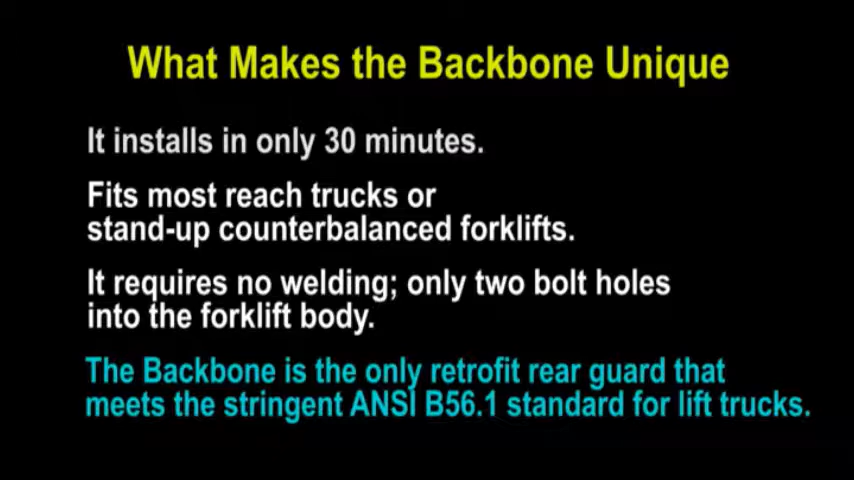 What Makes the Backbone Unique
It installs in only 30 minutes.
Fits most reach trucks or
stand-up counterbalanced forklifts.
It requires no welding; only two bolt holes
into the forklift body.
The Backbone is the only retrofit rear guard that
meets the stringent ANSI B56.1 standard for lift trucks.